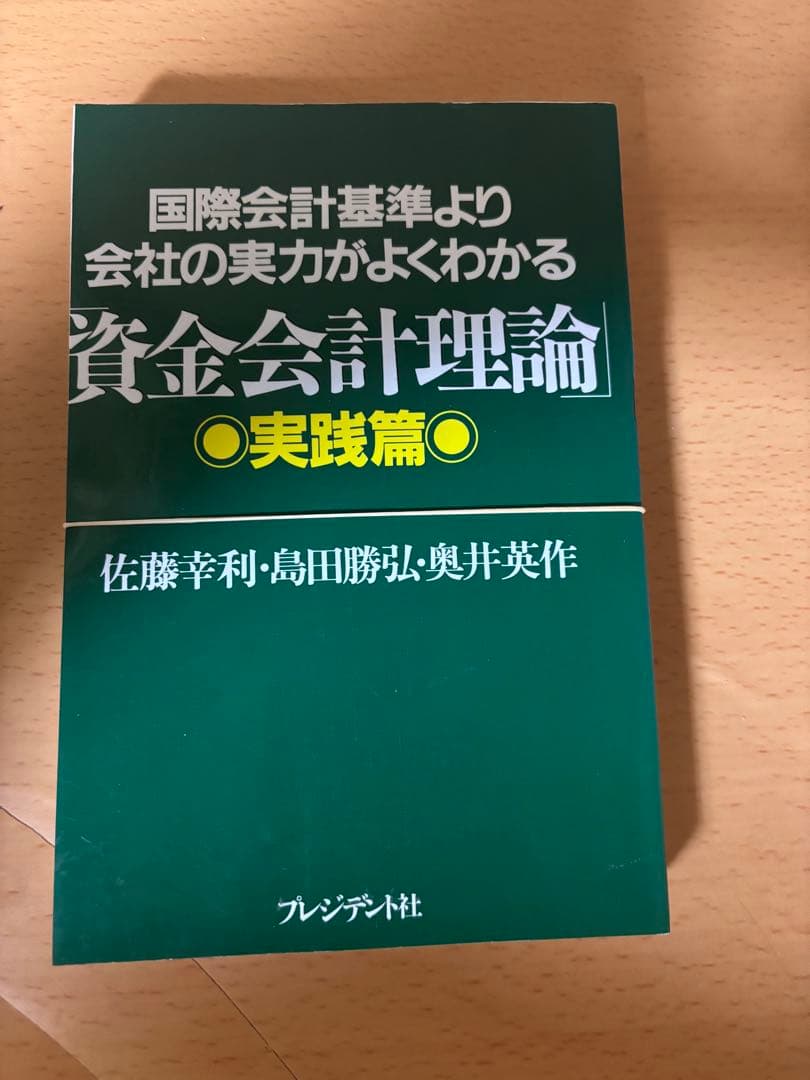 国際会計基準より
会社の実力がよくわかる
「資金会計理論」
◉実践篇◉
佐藤幸利・島田勝弘・奥井英作
プレジデント社